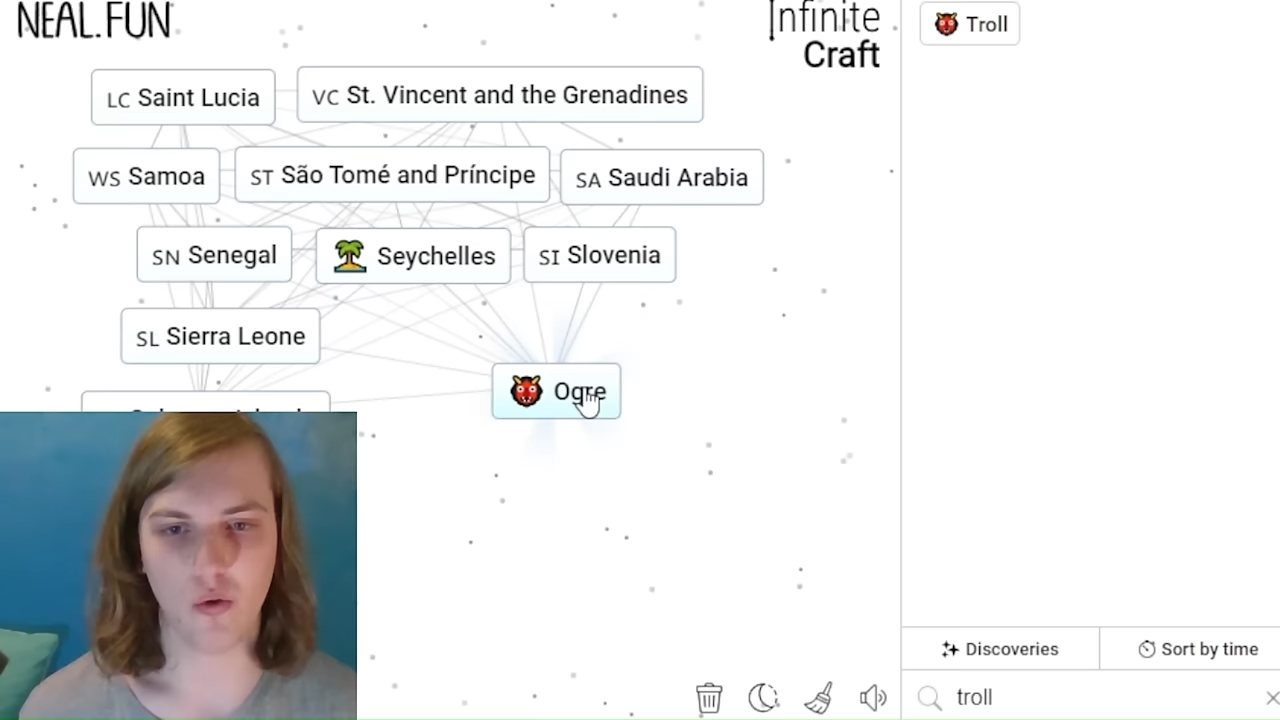 NEAL.FUN
Infinite
Craft
Troll
LC Saint Lucia
VC St. Vincent and the Grenadines
WS Samoa
ST São Tomé and Príncipe
SA Saudi Arabia
SN Senegal
Seychelles
SI Slovenia
SL Sierra Leone
Ogre
Discoveries
Sort by time
troll